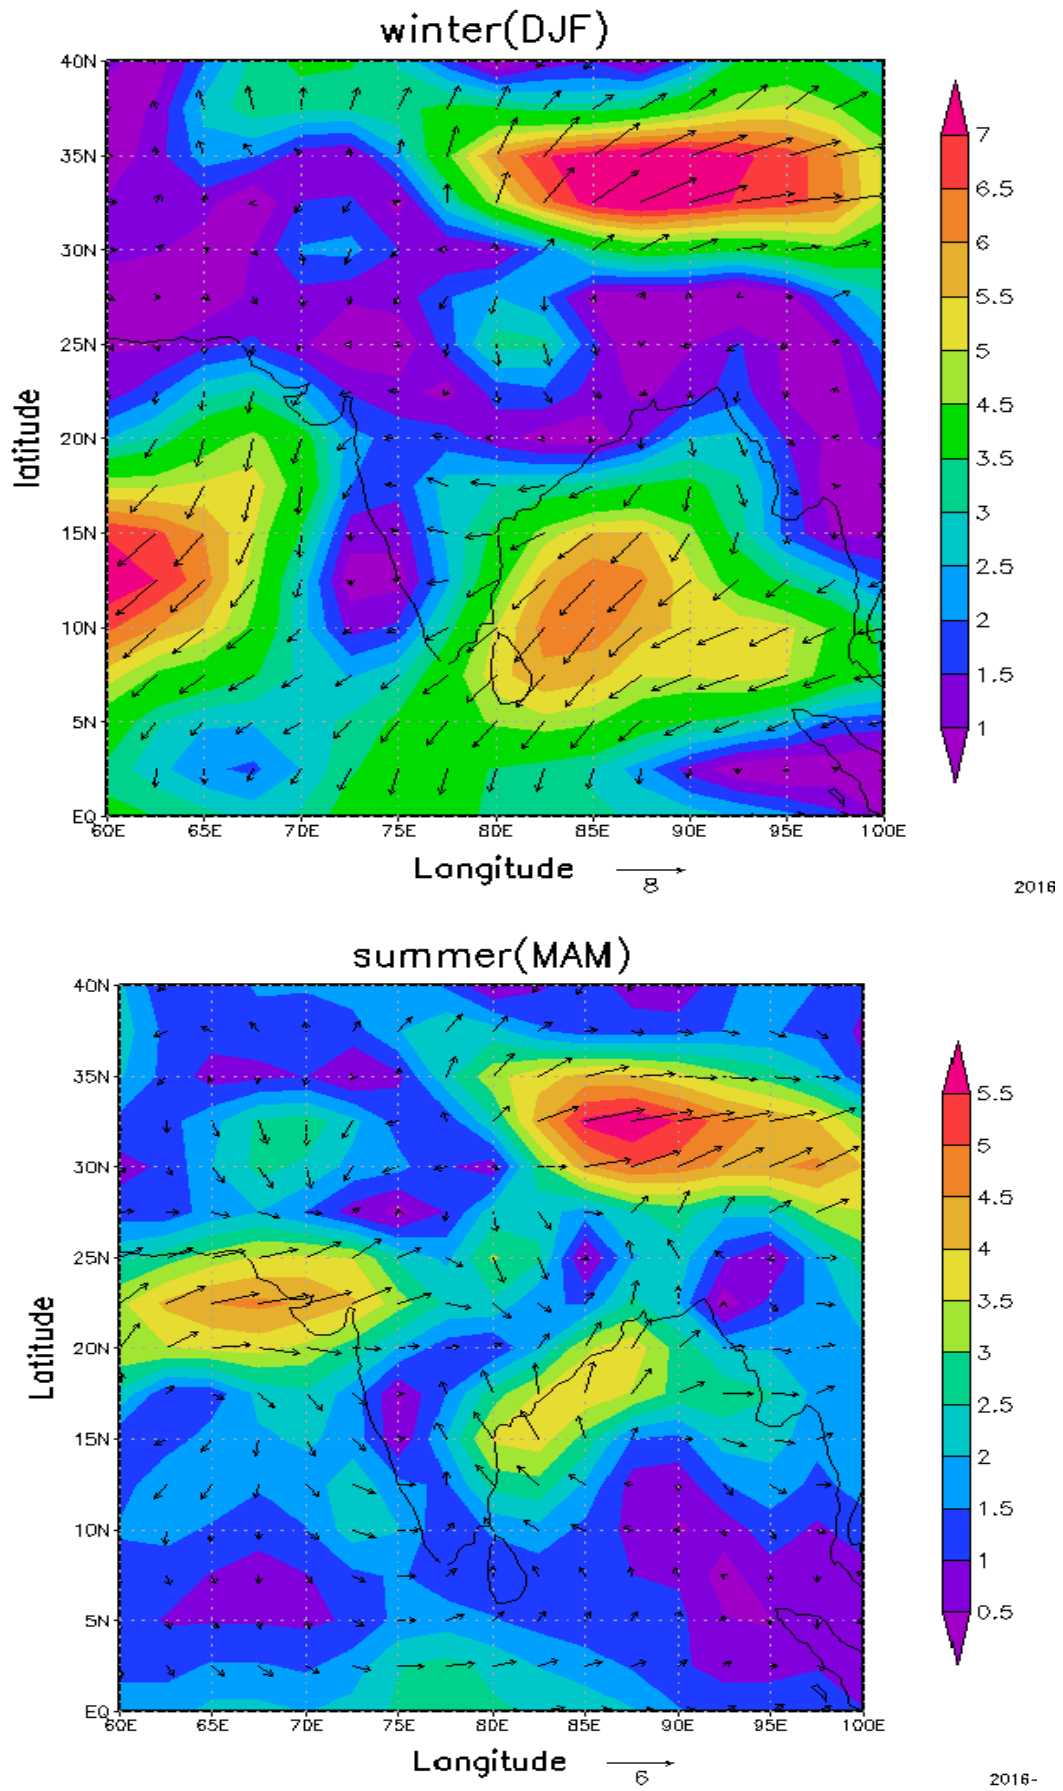 winter(DJF)
40N
35N
30N
25N
20N
15N
10N
5N
EQ
latitude
60E 65E 70E 75E 80E 85E 90E 95E 100E
Longitude
8
7
6.5
6
5.5
5
4.5
3.5
3
2.5
2
1.5
1
2016
summer(MAM)
40N
35N
30N
25N
20N
15N
10N
5N
EQ
Latitude
60E 65E 70E 75E 80E 85E 90E 95E 100E
Longitude
6
5.5
5
4.5
4
3.5
3
2.5
2
1.5
1
0.5
2016-